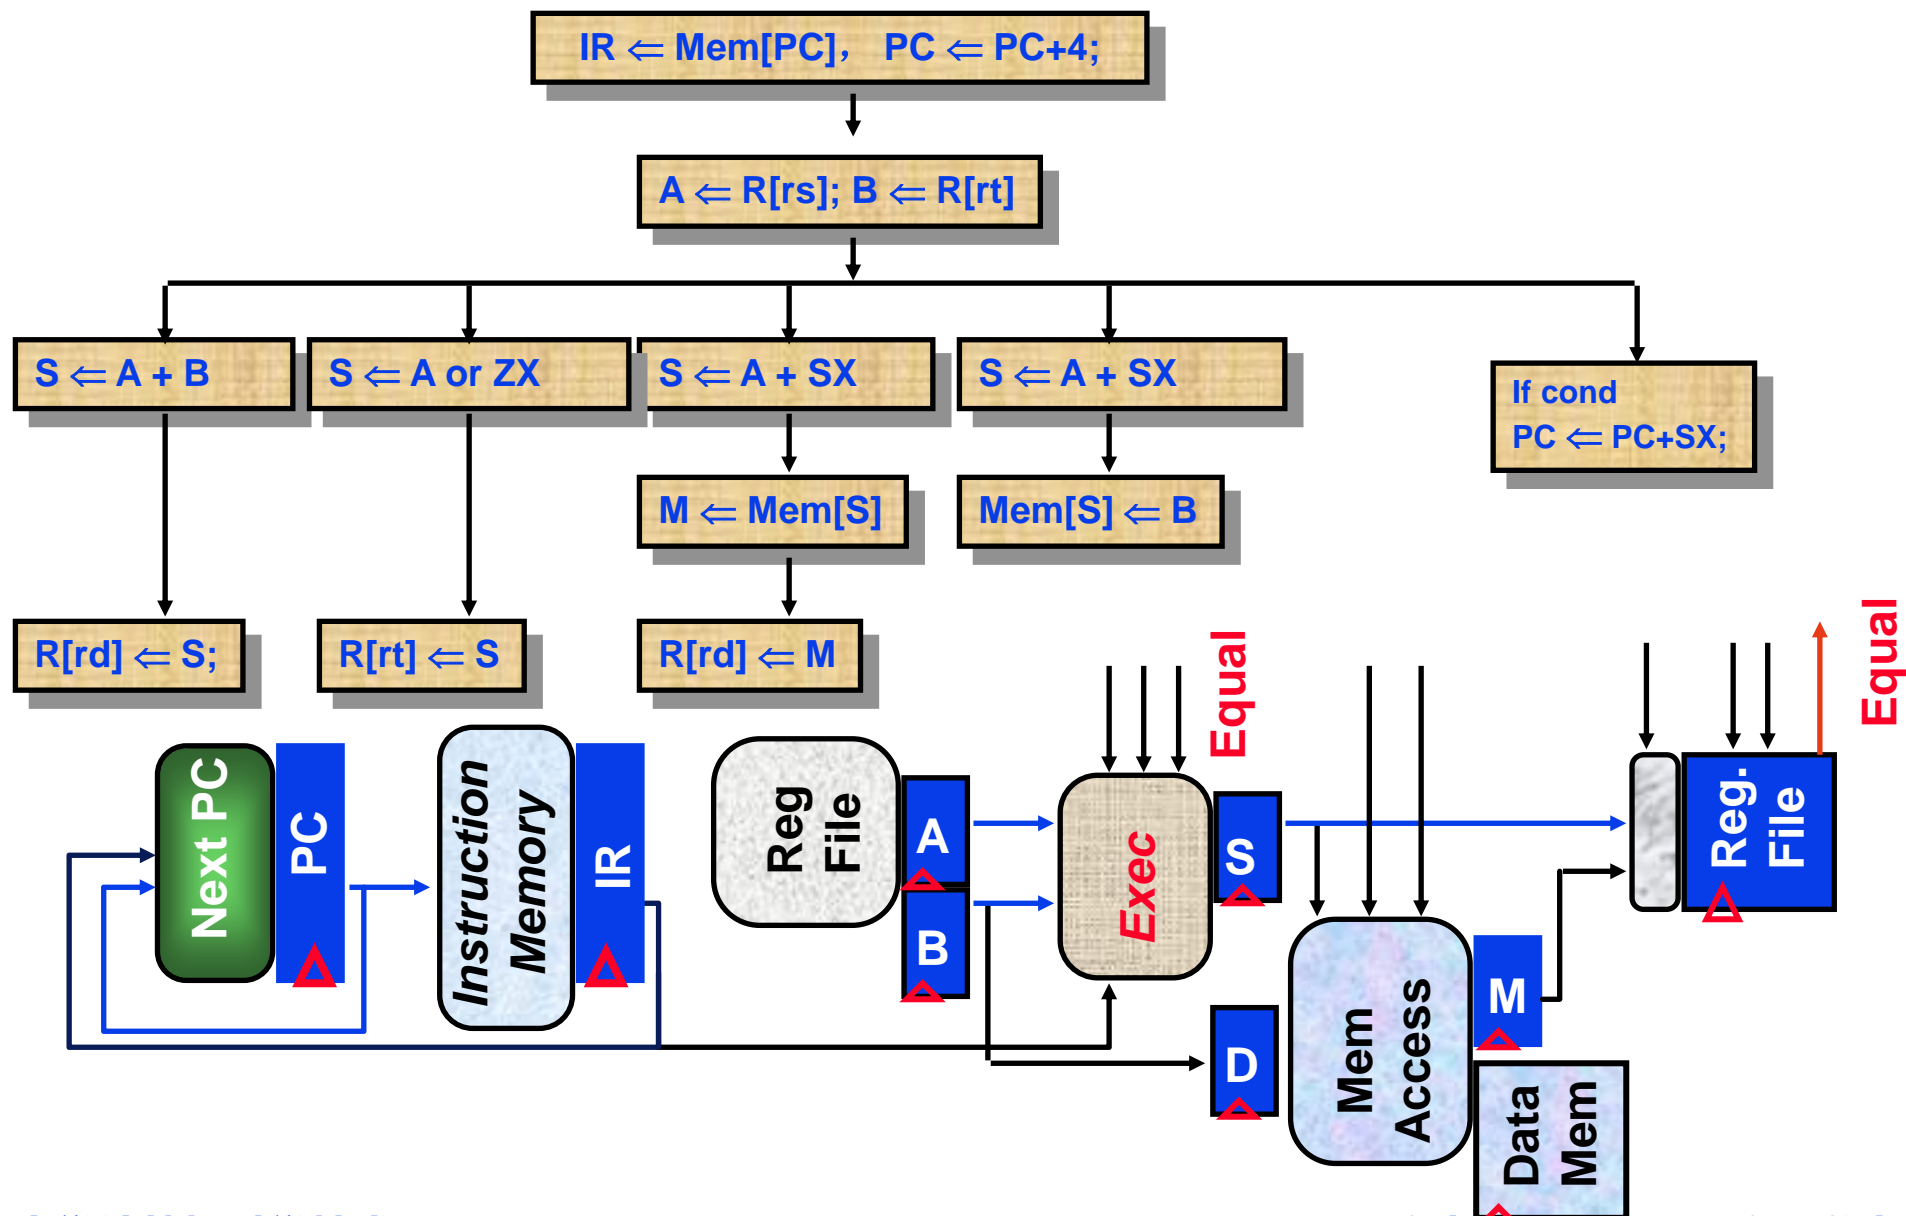 IR ⇐ Mem[PC], PC ⇐ PC+4;
A ⇐ R[rs]; B ⇐ R[rt]
S ⇐ A + B
S ⇐ A or ZX
S ⇐ A + SX
S ⇐ A + SX
If cond
PC ⇐ PC+SX;
M ⇐ Mem[S]
Mem[S] ⇐ B
R[rd] ⇐ S;
R[rt] ⇐ S
R[rd] ⇐ M
Next PC
PC
Instruction
Memory
IR
Reg
File
A
B
Exec
Equal
S
D
Mem
Access
M
Data
Mem
Reg.
File
Equal